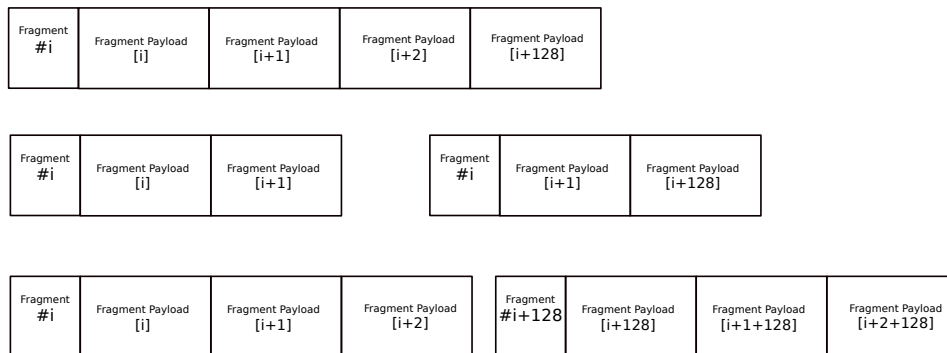 Fragment
#i
Fragment Payload
[i]
Fragment Payload
[i+1]
Fragment Payload
[i+2]
Fragment Payload
[i+128]
Fragment
#i
Fragment Payload
[i]
Fragment Payload
[i+1]
Fragment
#i
Fragment Payload
[i+1]
Fragment Payload
[i+128]
Fragment
#i
Fragment Payload
[i]
Fragment Payload
[i+1]
Fragment Payload
[i+2]
Fragment
#i+128
Fragment Payload
[i+128]
Fragment Payload
[i+1+128]
Fragment Payload
[i+2+128]